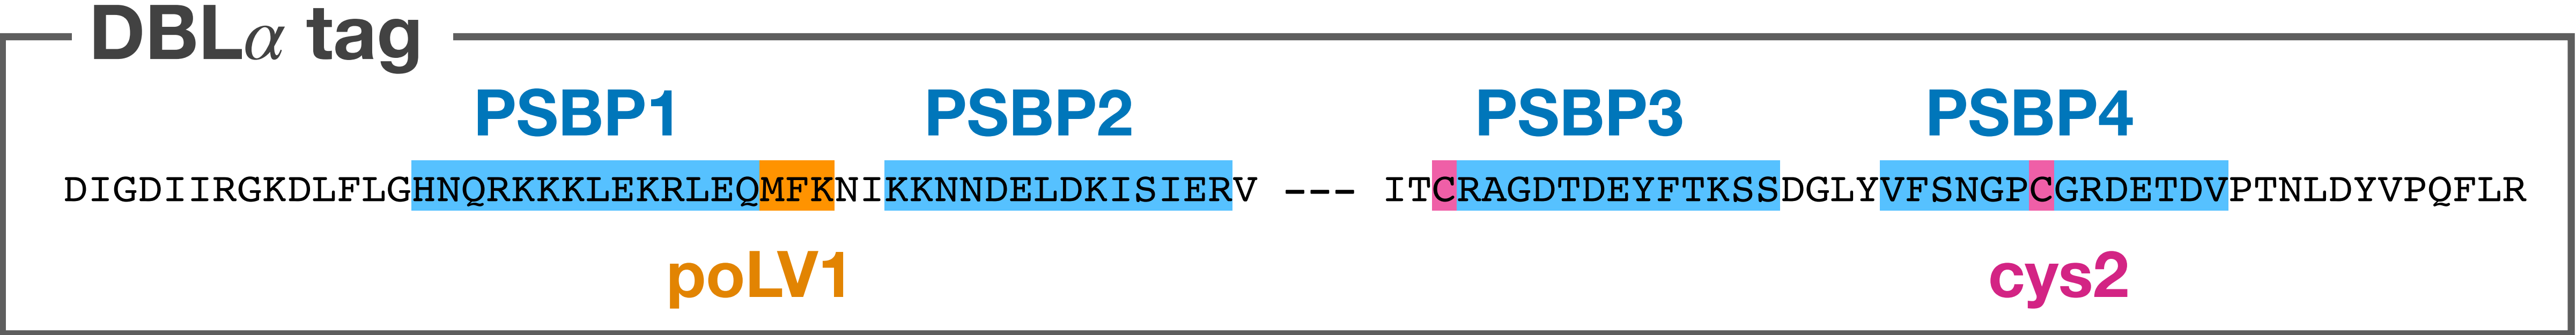 DBLα tag
PSBP1 PSBP2 PSBP3 PSBP4
DIGDIIRGKDLFLGHNQRKKKLEKRLEQMFKNIKKNNDELDKISIERV --- ITCRAGDTDEYFTKSSDGLYVFSNGPCGRDETDVPTNLDYVPQFLR
poLV1 cys2